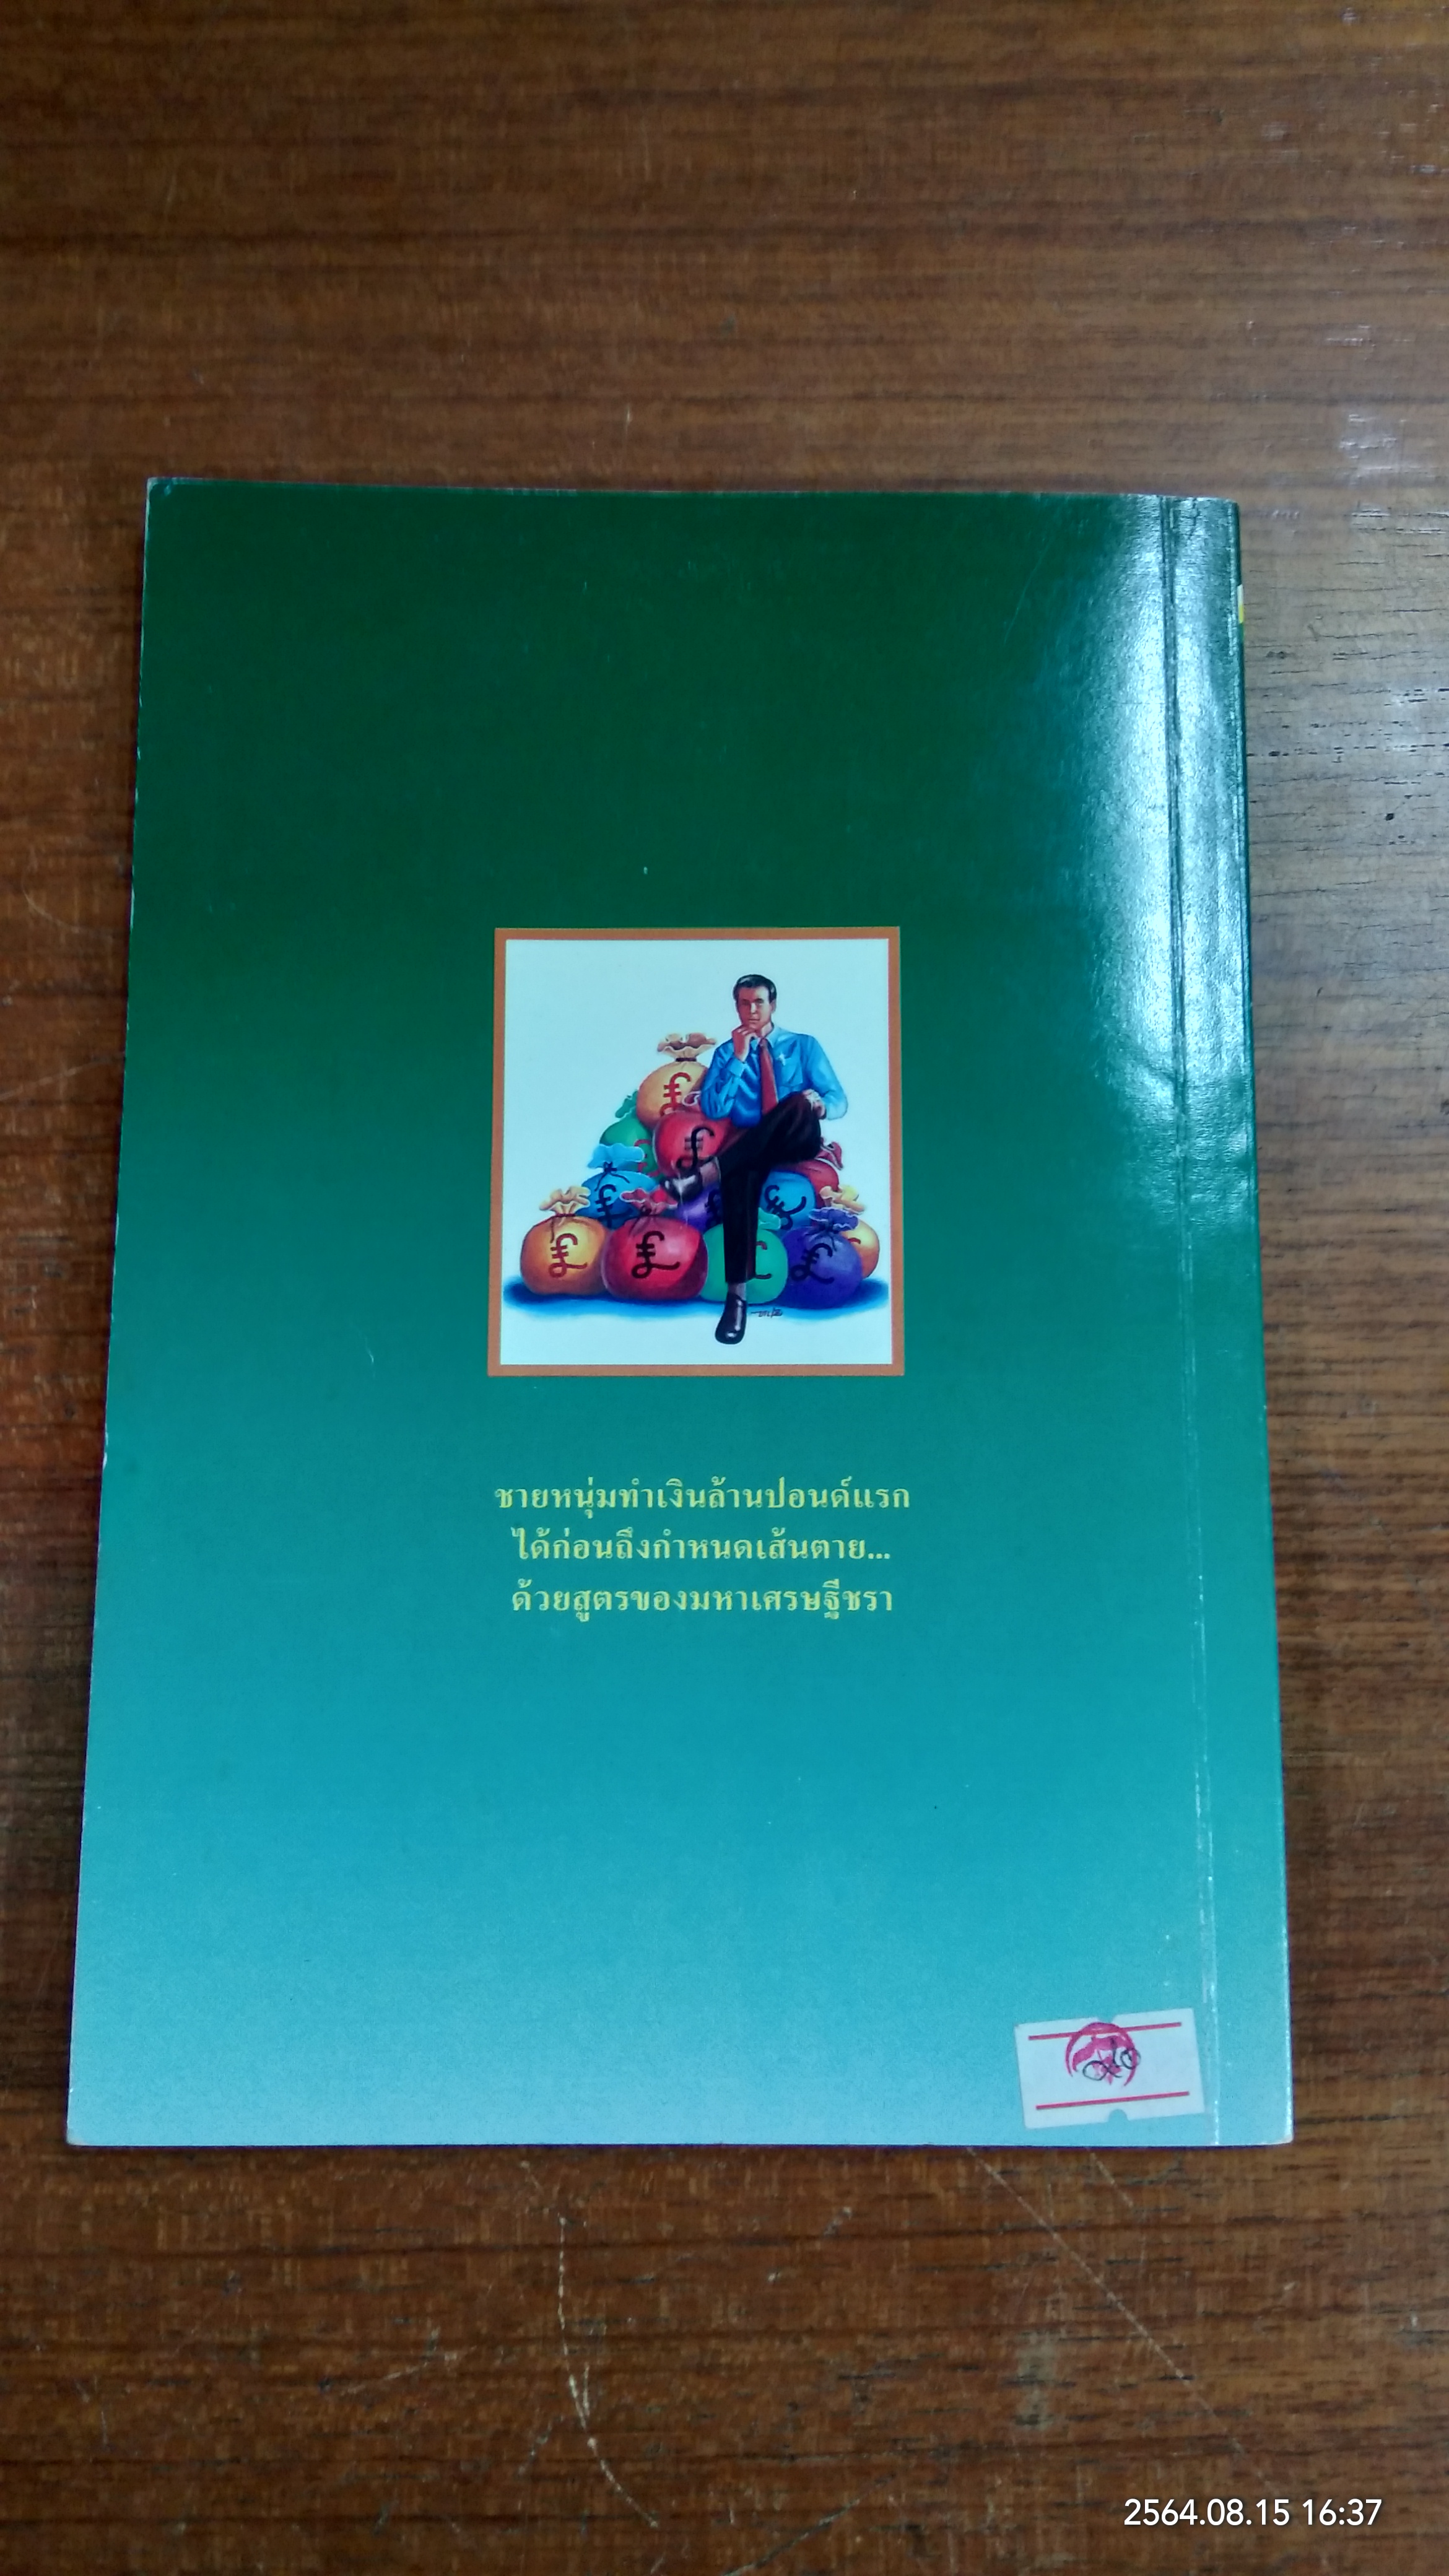 ชายหนุ่มทำเงินล้านปอนด์แรก
ได้ก่อนถึงกำหนดเส้นตาย...
ด้วยสูตรของมหาเศรษฐีชรา
2564.08.15 16:37